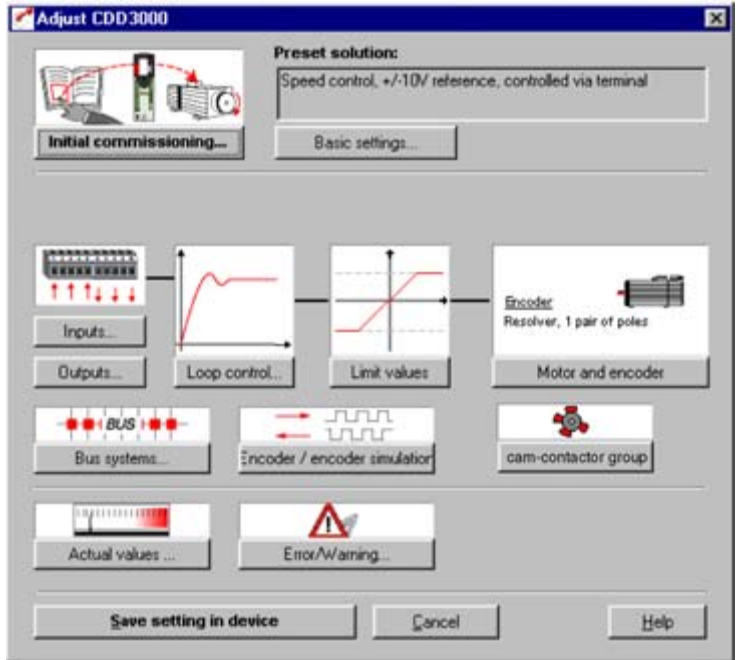 Adjust CDD3000
Preset solution:
Speed control, +/-10V reference, controlled via terminal
Initial commissioning...
Basic settings...
Encoder
Resolver, 1 pair of poles
Inputs...
Outputs...
Loop control...
Limit values
Motor and encoder
BUS
Bus systems...
Encoder / encoder simulation
cam-contactor group
Actual values ...
Error/Warning...
Save setting in device
Cancel
Help